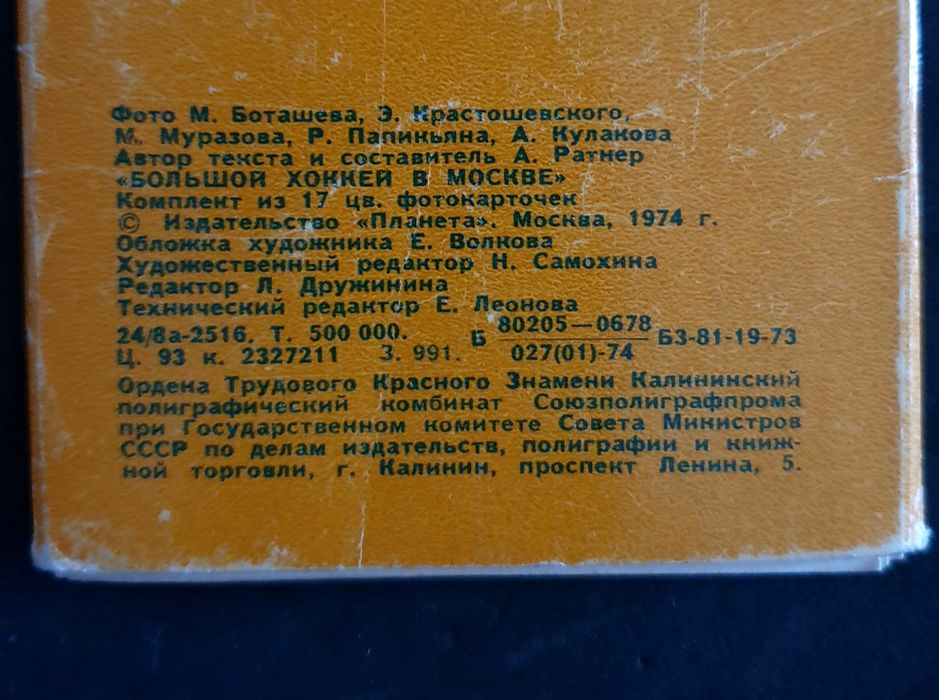 Фото М. Боташева, Э. Крастошевского,
М. Муразова, Р. Папикьяна, А. Кулакова
Автор текста и составитель А. Ратнер
«БОЛЬШОЙ ХОККЕЙ В МОСКВЕ»
Комплект из 17 цв. фотокарточек
© Издательство «Планета». Москва, 1974 г.
Обложка художника Е. Волкова
Художественный редактор Н. Самохина
Редактор Л. Дружинина
Технический редактор Е. Леонова
24/8а-2516. Т. 500 000. Б 80205—0678 БЗ-81-19-73
Ц. 93 к. 2327211 З. 991. 027(01)-74
Ордена Трудового Красного Знамени Калининский
полиграфический комбинат Союзполиграфпрома
при Государственном комитете Совета Министров
СССР по делам издательств, полиграфии и книж-
ной торговли, г. Калинин, проспект Ленина, 5.